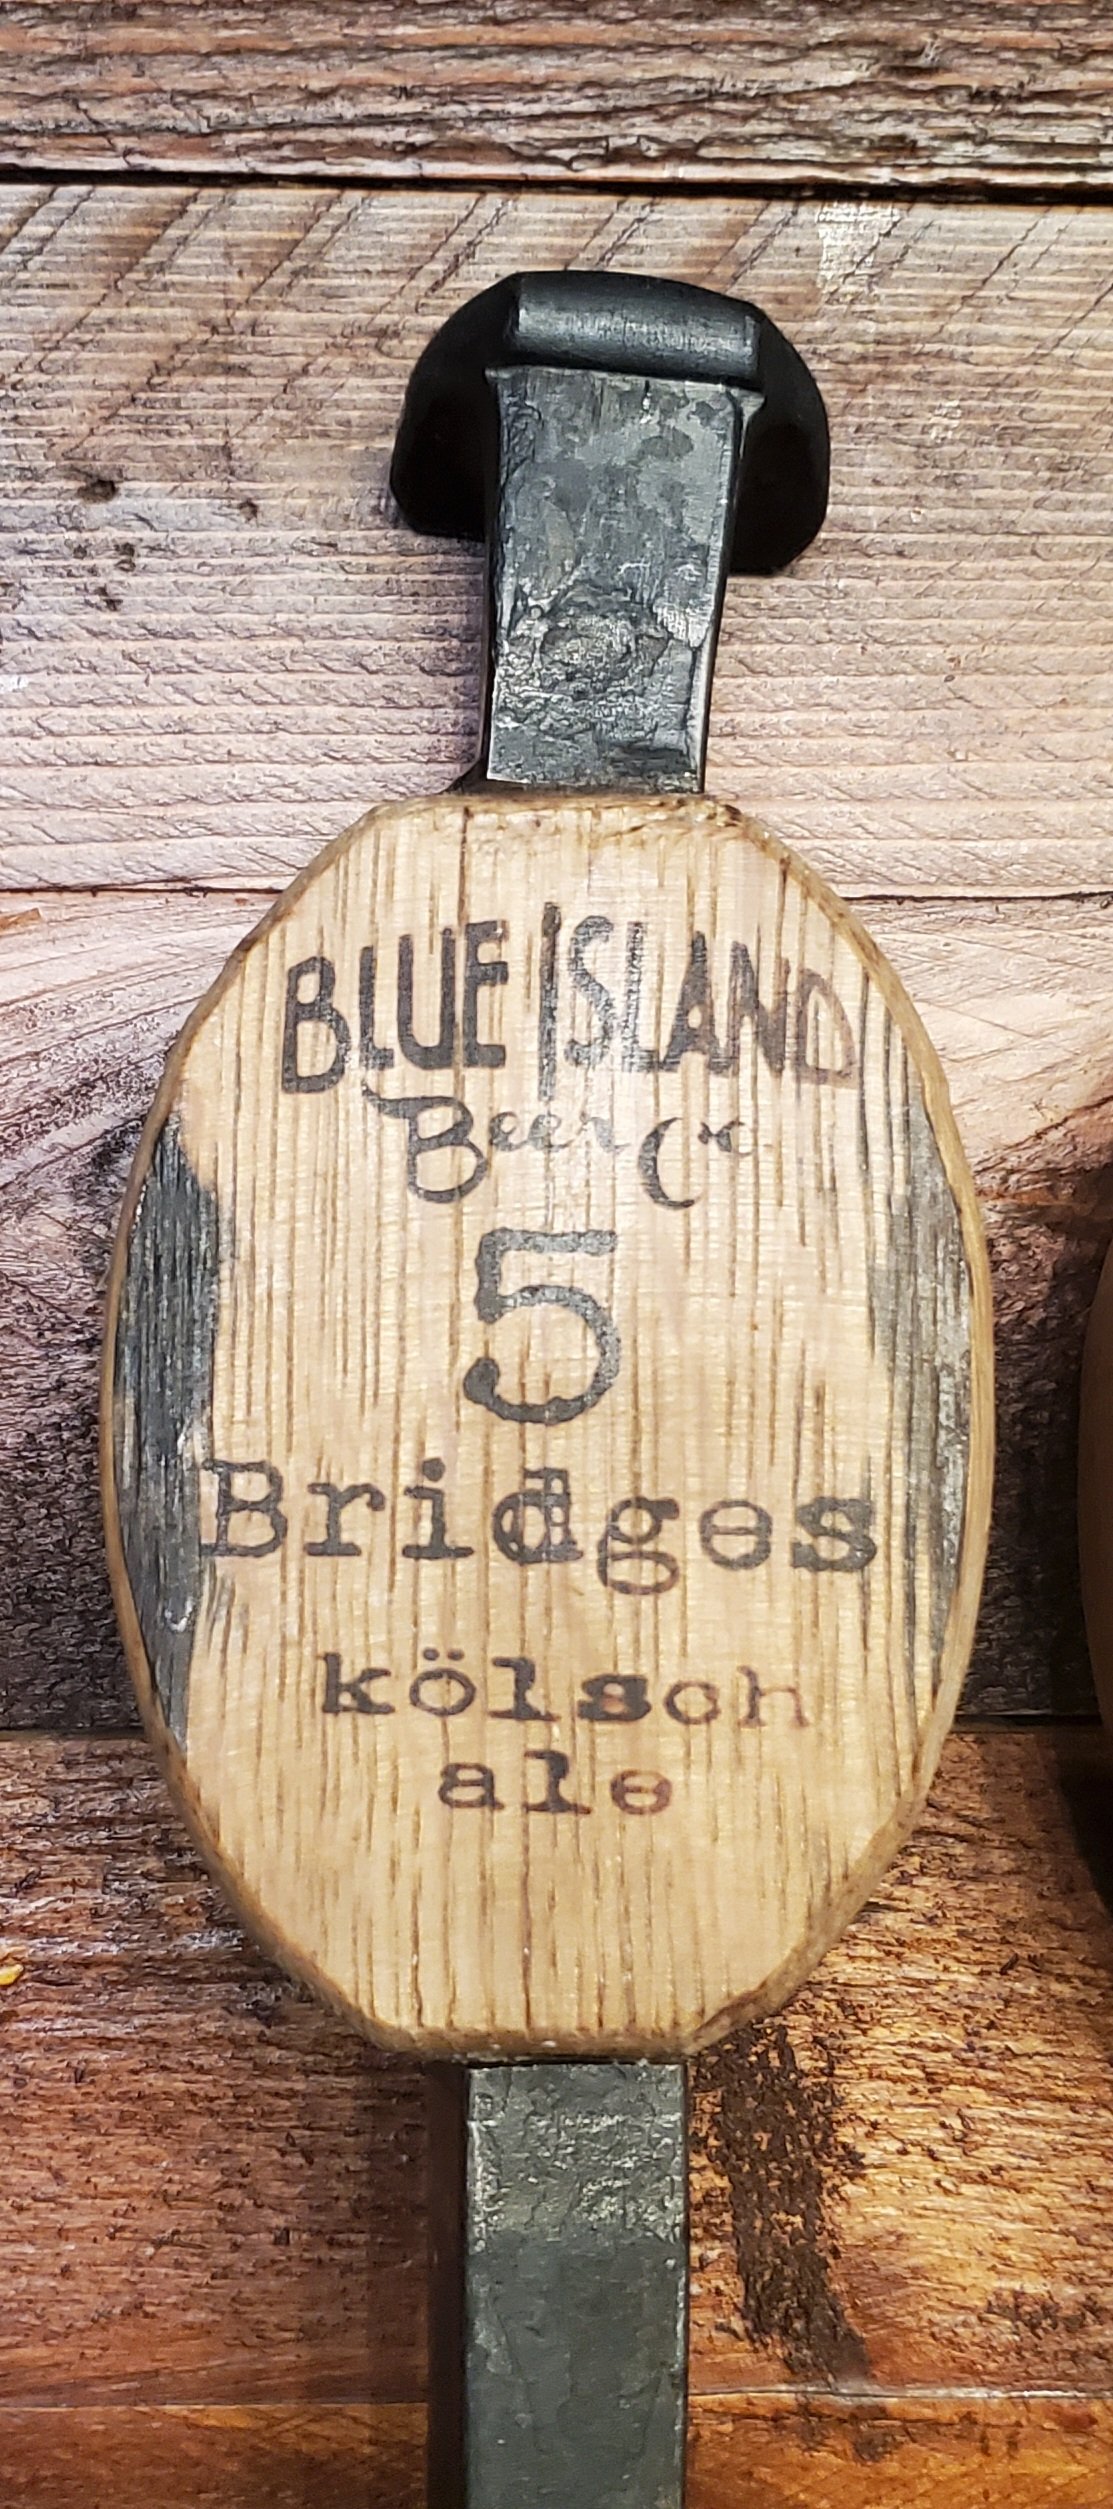 BLUE ISLAND
Beer Co
5
Bridges
kölsch
ale